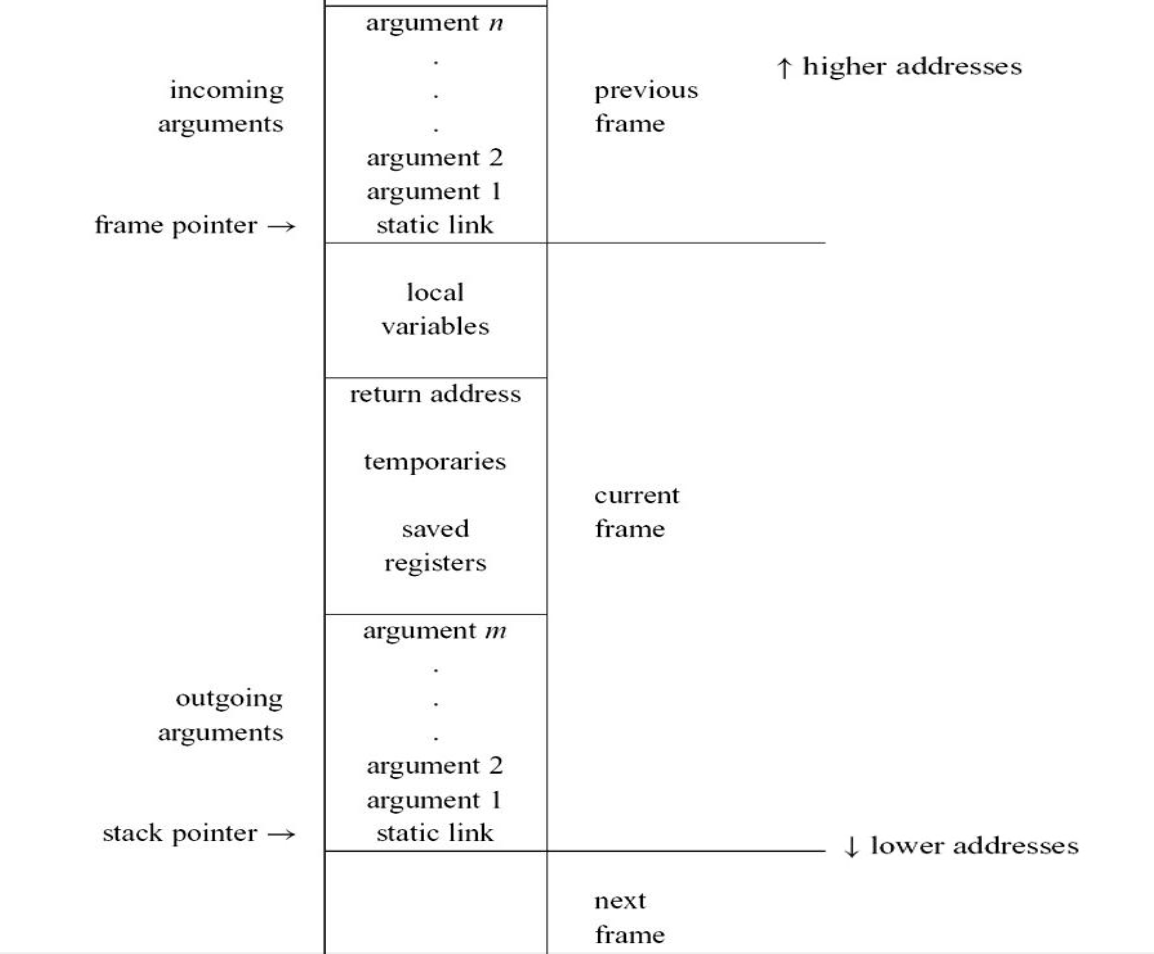 argument n
.
↑ higher addresses
incoming
.
previous
arguments
.
frame
argument 2
argument 1
frame pointer →
static link
local
variables
return address
temporaries
current
saved
frame
registers
argument m
.
outgoing
.
arguments
.
argument 2
argument 1
stack pointer →
static link
↓ lower addresses
next
frame